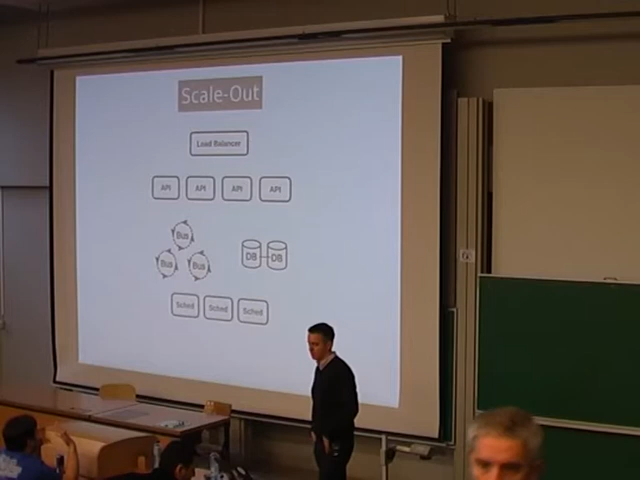 Scale-Out
Load Balancer
API API API API
Bus
DB DB
Bus Bus
Sched Sched Sched